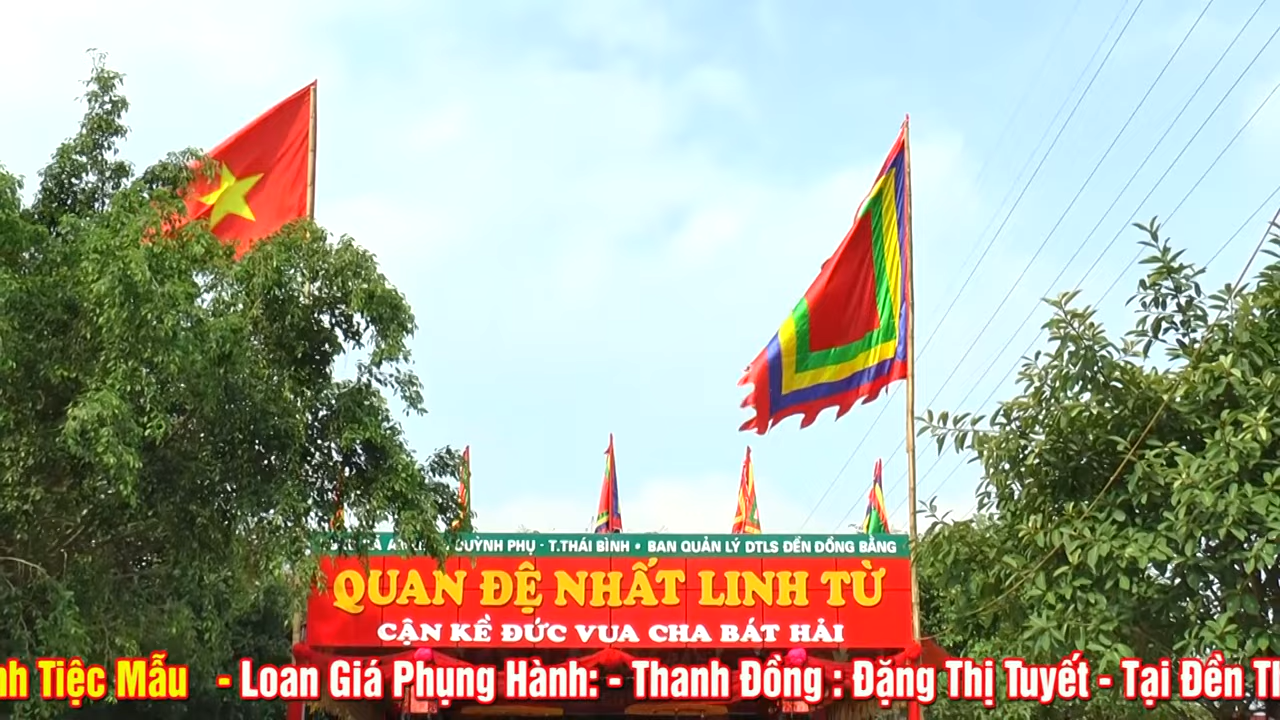 QUỲNH PHỤ - T.THÁI BÌNH • BAN QUẢN LÝ DTLS ĐỀN ĐỒNG BẰNG
QUAN ĐỆ NHẤT LINH TỪ
CẬN KỀ ĐỨC VUA CHA BÁT HẢI
Tiệc Mẫu - Loan Giá Phụng Hành: - Thanh Đồng : Đặng Thị Tuyết - Tại Đền